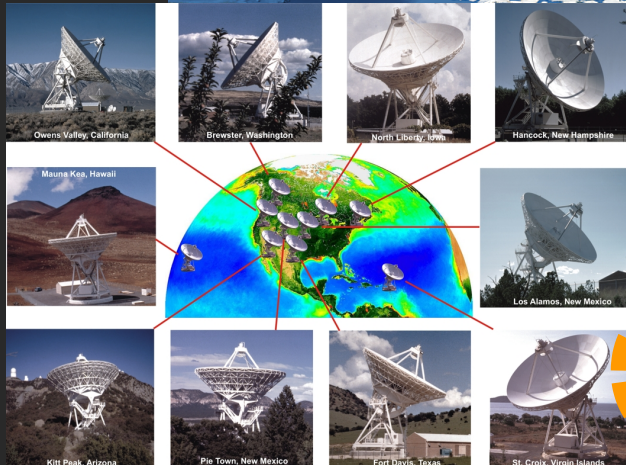 Owens Valley, California
Brewster, Washington
North Liberty, Iowa
Hancock, New Hampshire
Mauna Kea, Hawaii
Los Alamos, New Mexico
Kitt Peak, Arizona
Pie Town, New Mexico
Fort Davis, Texas
St. Croix, Virgin Islands